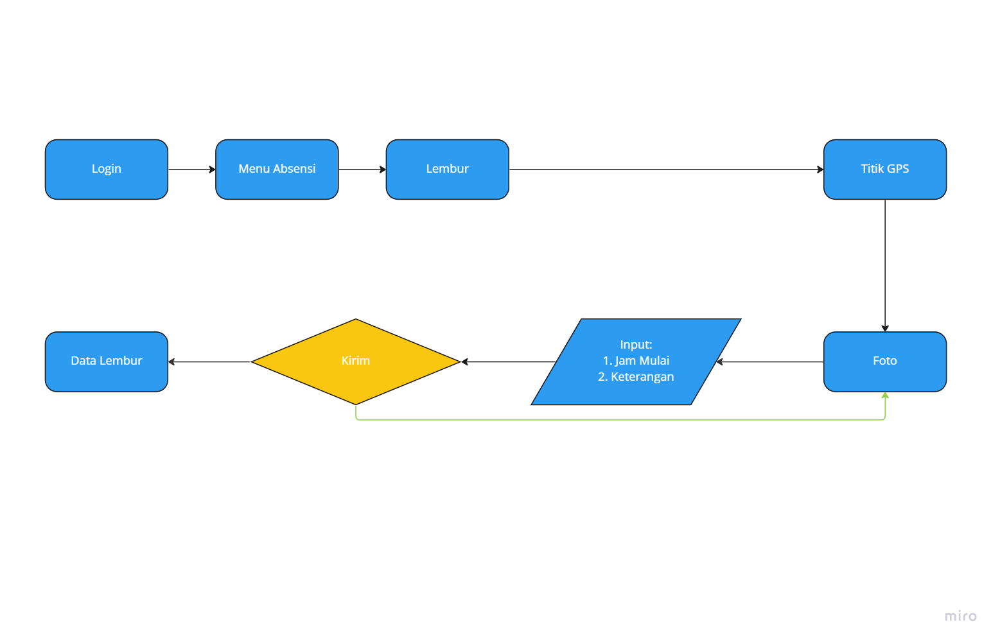 Login
Menu Absensi
Lembur
Titik GPS
Data Lembur
Kirim
Input:
1. Jam Mulai
2. Keterangan
Foto
miro